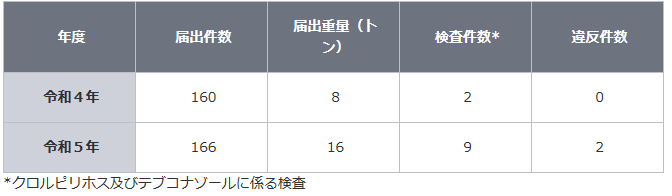 年度 届出件数 届出重量（ト
ン） 検査件数* 違反件数
令和４年 160 8 2 0
令和５年 166 16 9 2
*クロルピリホス及びテブコナゾールに係る検査